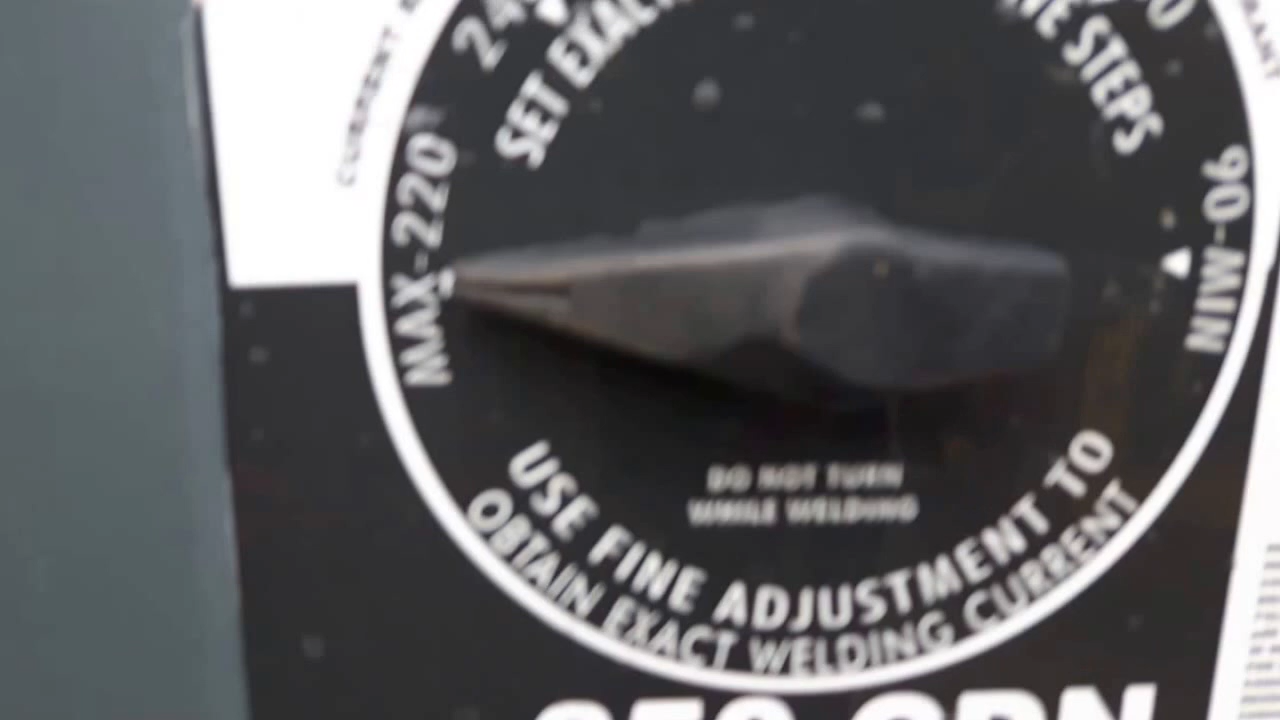 SET EXAC
STEPS
MAX-220
90-MIN
DO NOT TURN
WHILE WELDING
USE FINE ADJUSTMENT TO
OBTAIN EXACT WELDING CURRENT